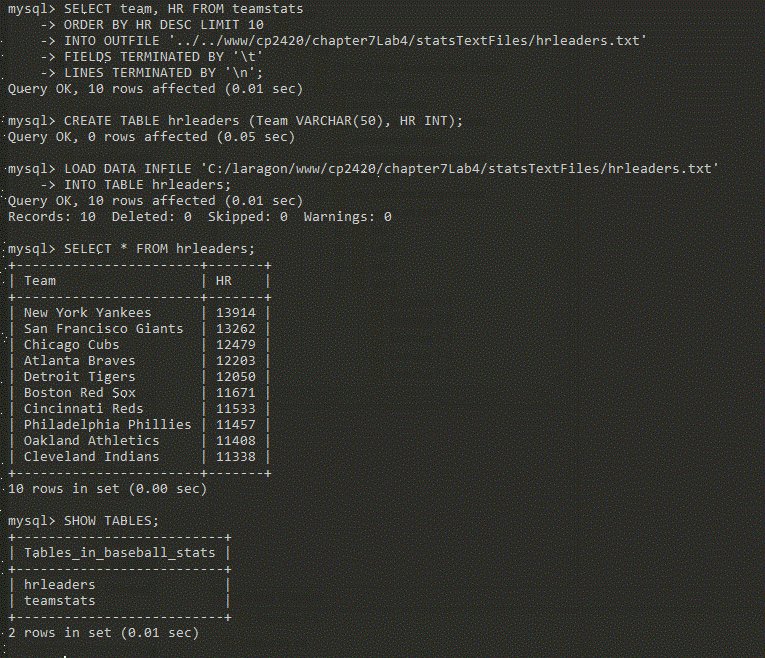 mysql> SELECT team, HR FROM teamstats
    -> ORDER BY HR DESC LIMIT 10
    -> INTO OUTFILE '../../www/cp2420/chapter7Lab4/statsTextFiles/hrleaders.txt'
    -> FIELDS TERMINATED BY '\t'
    -> LINES TERMINATED BY '\n';
Query OK, 10 rows affected (0.01 sec)

mysql> CREATE TABLE hrleaders (Team VARCHAR(50), HR INT);
Query OK, 0 rows affected (0.05 sec)

mysql> LOAD DATA INFILE 'C:/laragon/www/cp2420/chapter7Lab4/statsTextFiles/hrleaders.txt'
    -> INTO TABLE hrleaders;
Query OK, 10 rows affected (0.01 sec)
Records: 10  Deleted: 0  Skipped: 0  Warnings: 0

mysql> SELECT * FROM hrleaders;
+-----------------------+-------+
| Team                  | HR    |
+-----------------------+-------+
| New York Yankees      | 13914 |
| San Francisco Giants  | 13262 |
| Chicago Cubs          | 12479 |
| Atlanta Braves        | 12203 |
| Detroit Tigers        | 12050 |
| Boston Red Sox        | 11671 |
| Cincinnati Reds       | 11533 |
| Philadelphia Phillies | 11457 |
| Oakland Athletics     | 11408 |
| Cleveland Indians     | 11338 |
+-----------------------+-------+
10 rows in set (0.00 sec)

mysql> SHOW TABLES;
+--------------------------+
| Tables_in_baseball_stats |
+--------------------------+
| hrleaders                |
| teamstats                |
+--------------------------+
2 rows in set (0.01 sec)